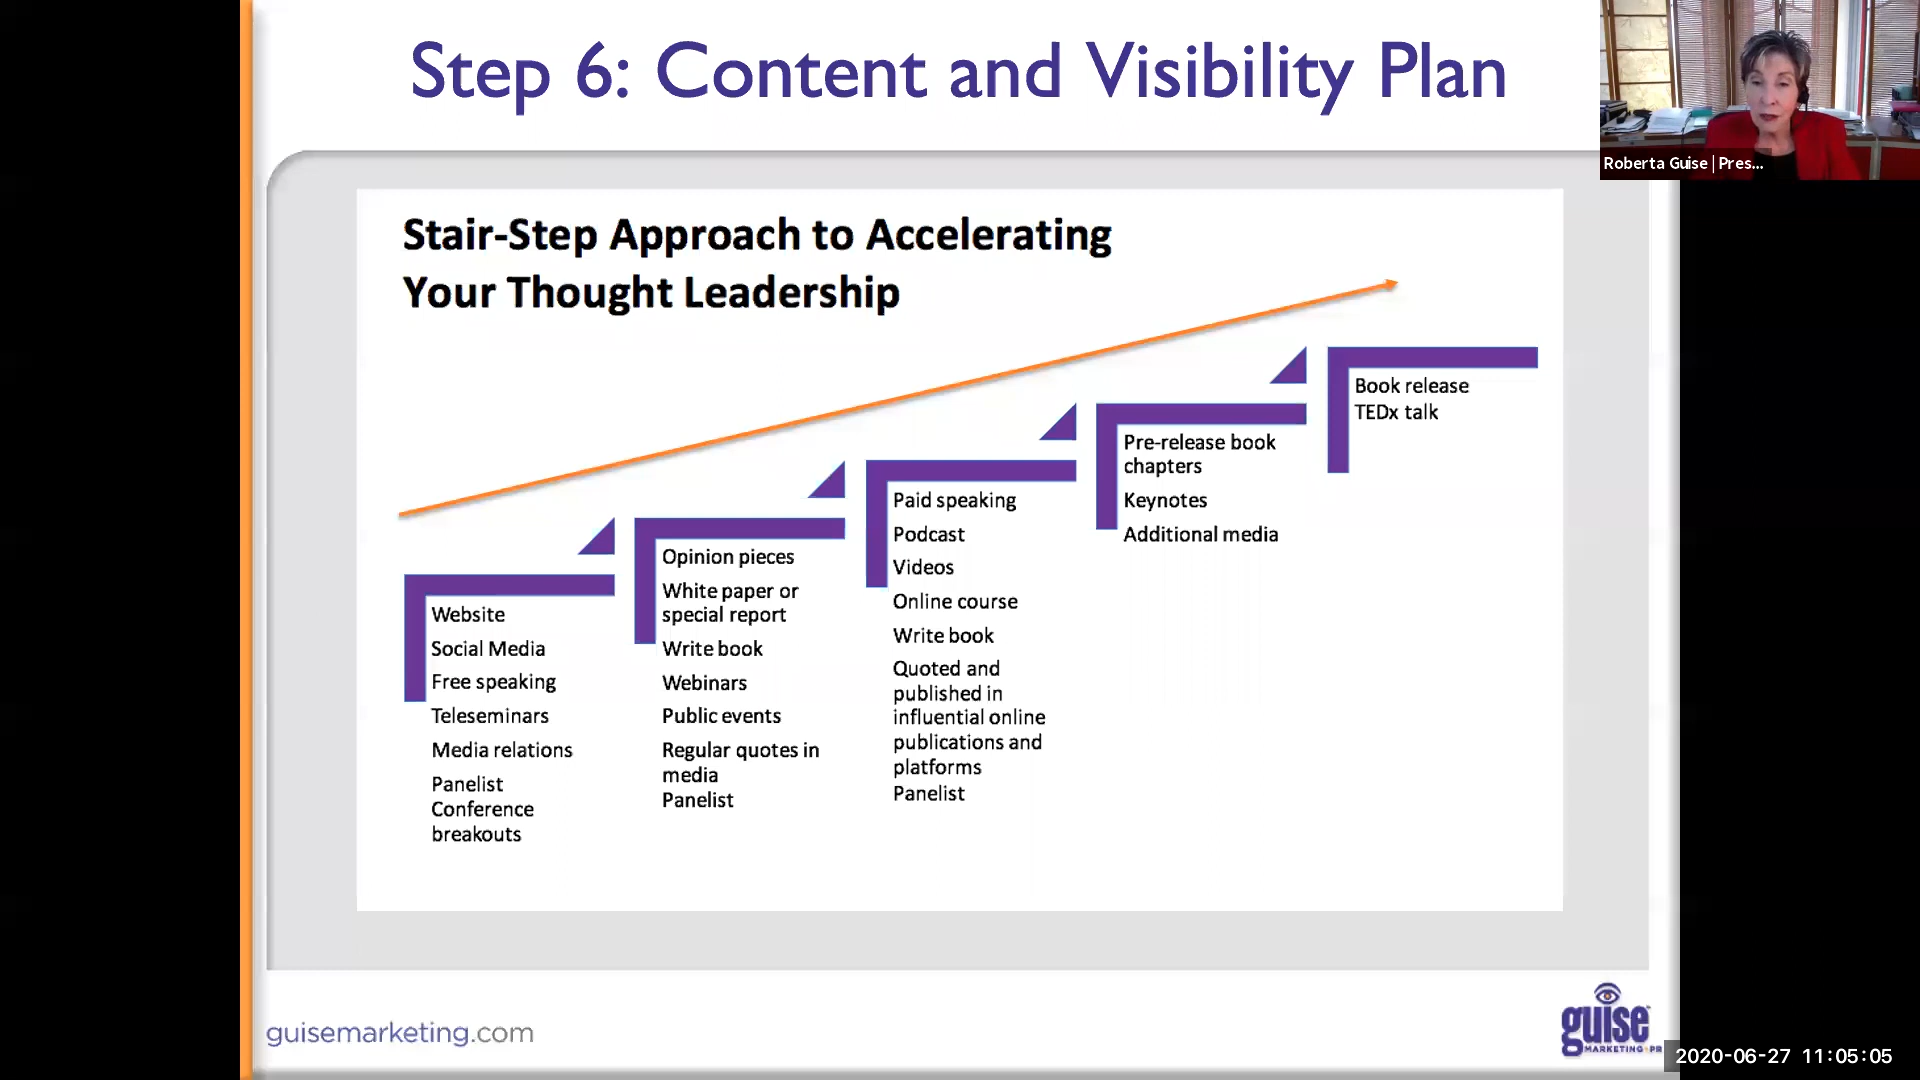 Step 6: Content and Visibility Plan
Roberta Guise | Pres...
Stair-Step Approach to Accelerating
Your Thought Leadership
Website
Social Media
Free speaking
Teleseminars
Media relations
Panelist
Conference
breakouts
Opinion pieces
White paper or
special report
Write book
Webinars
Public events
Regular quotes in
media
Panelist
Paid speaking
Podcast
Videos
Online course
Write book
Quoted and
published in
influential online
publications and
platforms
Panelist
Pre-release book
chapters
Keynotes
Additional media
Book release
TEDx talk
guisemarketing.com
guise
MARKETING+PR
2020-06-27 11:05:05